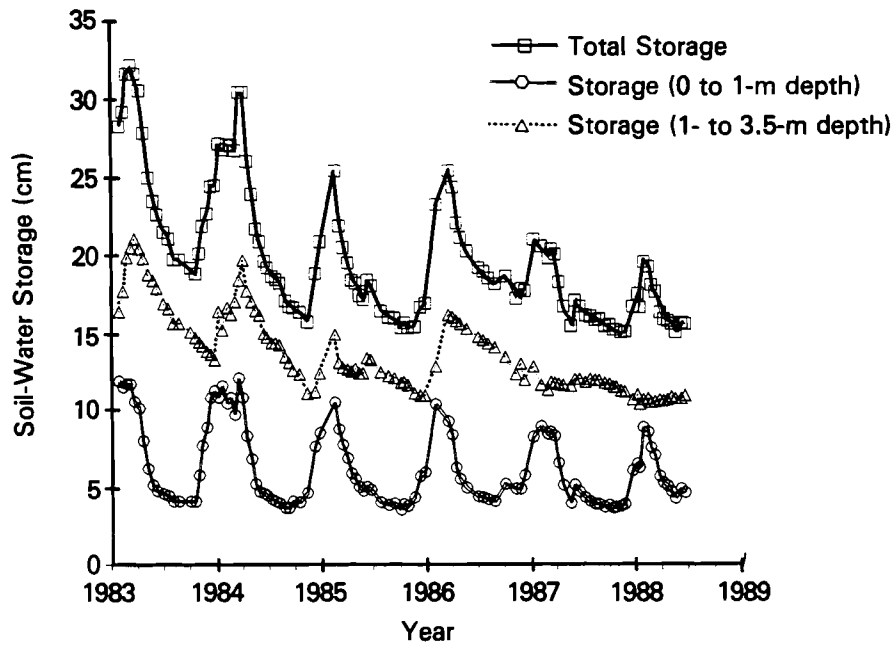 35
30
25
20
15
10
5
0
Soil-Water Storage (cm)
Total Storage
Storage (0 to 1-m depth)
Storage (1- to 3.5-m depth)
1983 1984 1985 1986 1987 1988 1989
Year